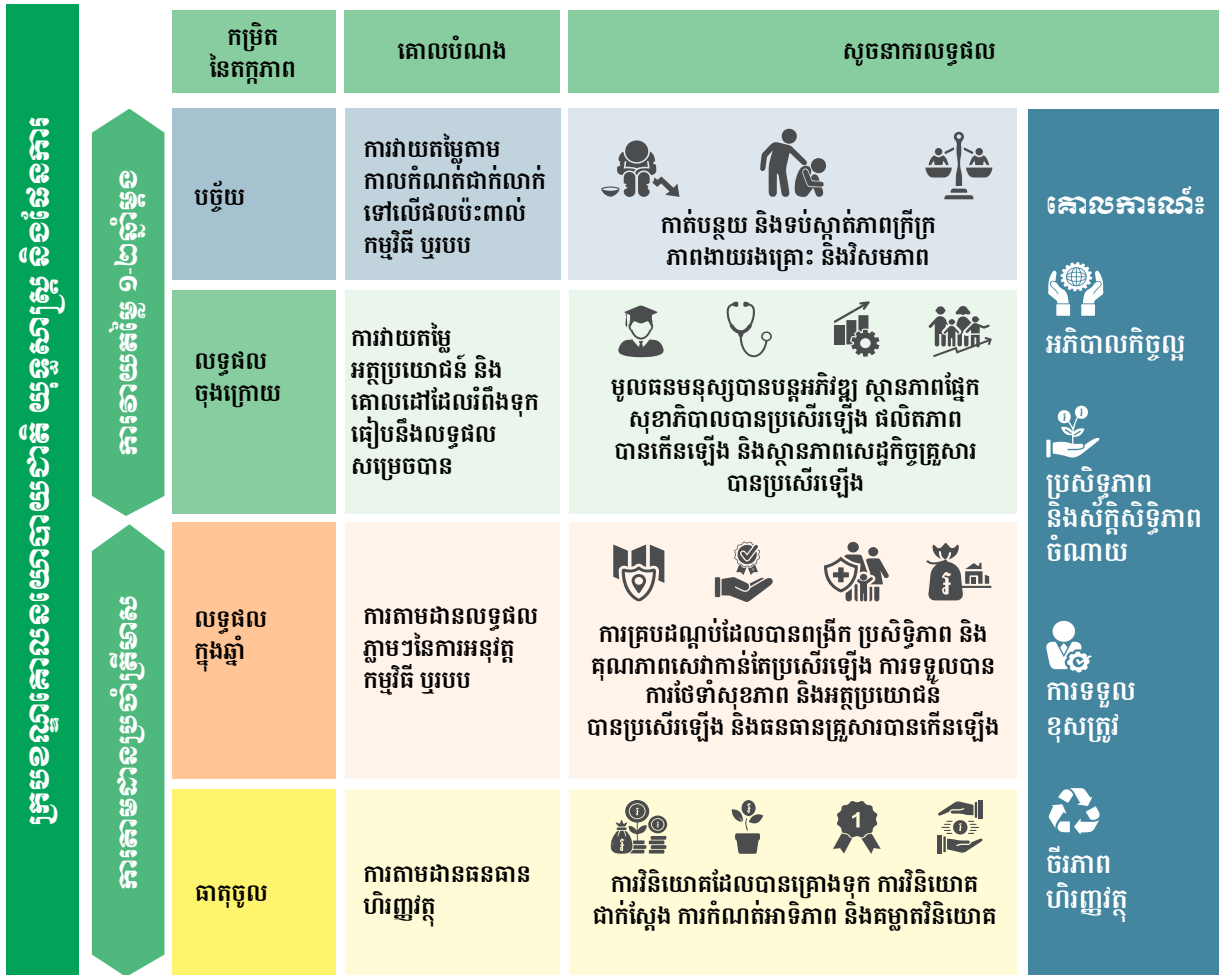 ក្របខណ្ឌគោលនយោបាយជាតិ យុទ្ធសាស្ត្រ និងផែនការ
ការវាយតម្លៃ ១-២ឆ្នាំម្តង
ការតាមដានប្រចាំត្រីមាស
កម្រិត
នៃតក្កភាព
គោលបំណង
សូចនាករលទ្ធផល
បច្ច័យ
ការវាយតម្លៃតាម
កាលកំណត់ជាក់លាក់
ទៅលើផលប៉ះពាល់
កម្មវិធី ឬរបប
កាត់បន្ថយ និងទប់ស្កាត់ភាពក្រីក្រ
ភាពងាយរងគ្រោះ និងវិសមភាព
លទ្ធផល
ចុងក្រោយ
ការវាយតម្លៃ
អត្ថប្រយោជន៍ និង
គោលដៅដែលរំពឹងទុក
ធៀបនឹងលទ្ធផល
សម្រេចបាន
មូលធនមនុស្សបានបន្តអភិវឌ្ឍ ស្ថានភាពផ្នែក
សុខាភិបាលបានប្រសើរឡើង ផលិតភាព
បានកើនឡើង និងស្ថានភាពសេដ្ឋកិច្ចគ្រួសារ
បានប្រសើរឡើង
លទ្ធផល
ក្នុងឆ្នាំ
ការតាមដានលទ្ធផល
ភ្លាមៗនៃការអនុវត្ត
កម្មវិធី ឬរបប
ការគ្របដណ្តប់ដែលបានពង្រីក ប្រសិទ្ធិភាព និង
គុណភាពសេវាកាន់តែប្រសើរឡើង ការទទួលបាន
ការថែទាំសុខភាព និងអត្ថប្រយោជន៍
បានប្រសើរឡើង និងធនធានគ្រួសារបានកើនឡើង
ធាតុចូល
ការតាមដានធនធាន
ហិរញ្ញវត្ថុ
1
ការវិនិយោគដែលបានគ្រោងទុក ការវិនិយោគ
ជាក់ស្តែង ការកំណត់អាទិភាព និងគម្លាតវិនិយោគ
គោលការណ៍៖
អភិបាលកិច្ចល្អ
ប្រសិទ្ធភាព
និងស័ក្តិសិទ្ធិភាព
ចំណាយ
ការទទួល
ខុសត្រូវ
ចីរភាព
ហិរញ្ញវត្ថុ